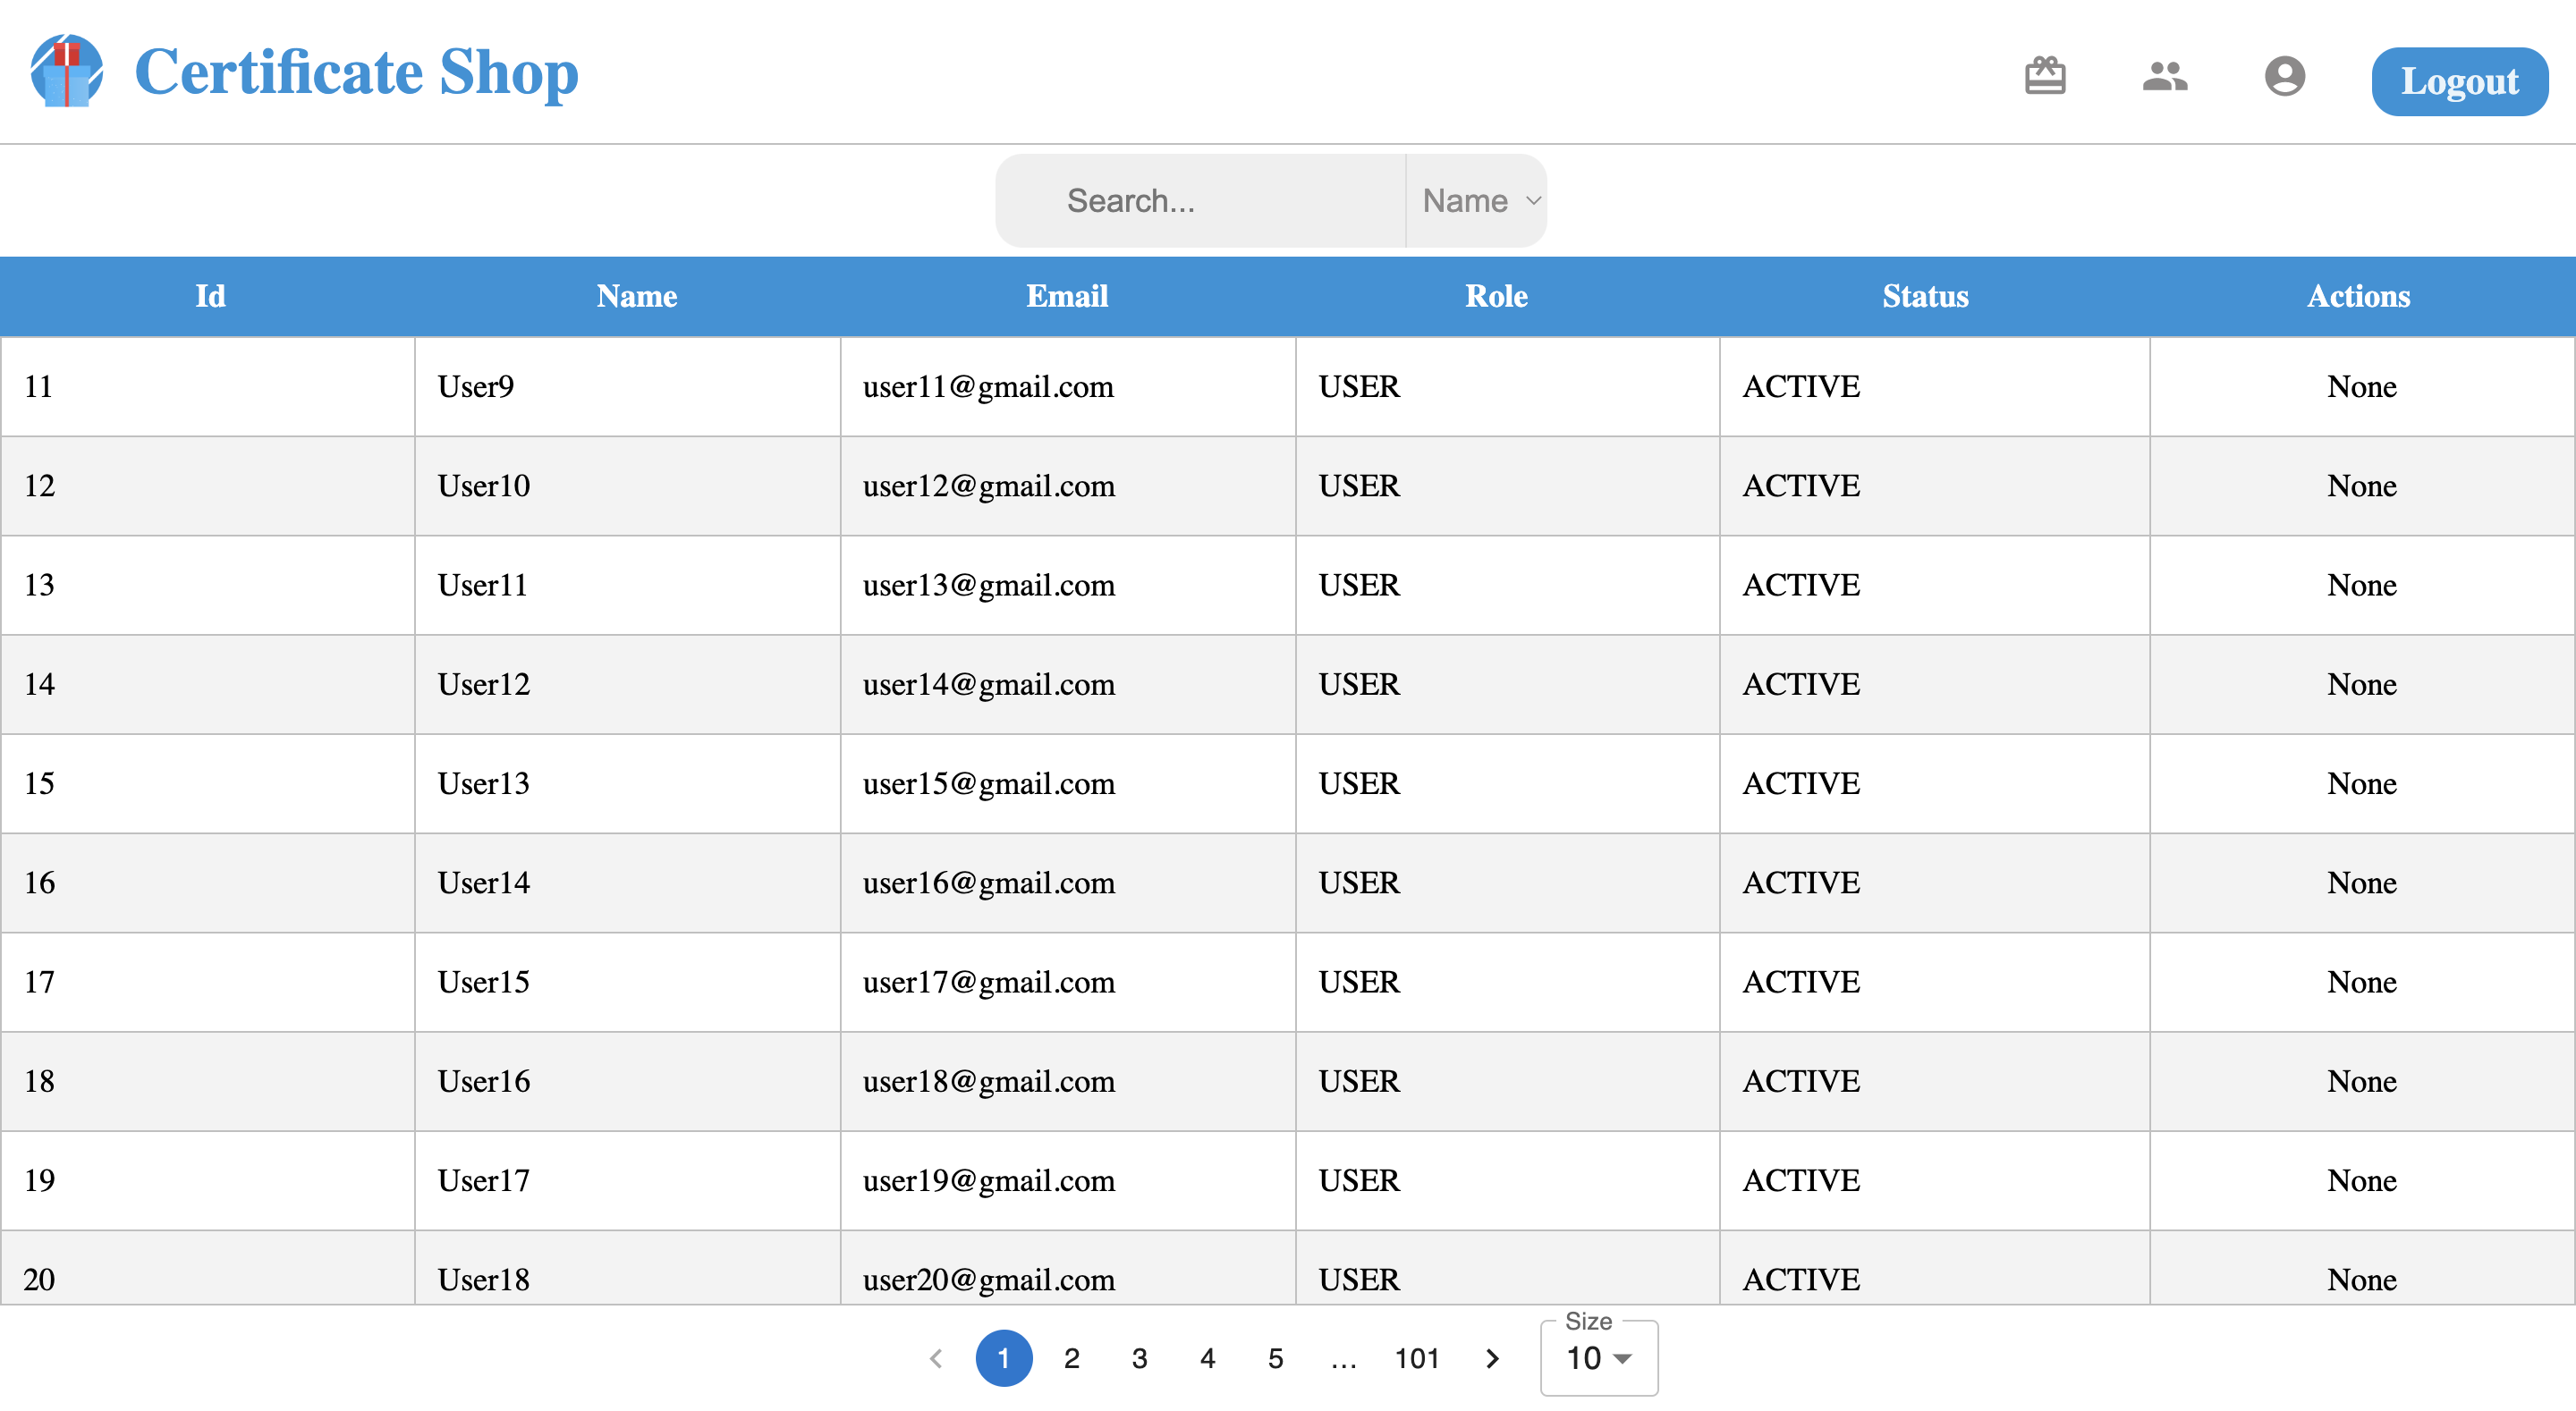 Certificate Shop Logout
Search... Name
Id Name Email Role Status Actions
11 User9 user11@gmail.com USER ACTIVE None
12 User10 user12@gmail.com USER ACTIVE None
13 User11 user13@gmail.com USER ACTIVE None
14 User12 user14@gmail.com USER ACTIVE None
15 User13 user15@gmail.com USER ACTIVE None
16 User14 user16@gmail.com USER ACTIVE None
17 User15 user17@gmail.com USER ACTIVE None
18 User16 user18@gmail.com USER ACTIVE None
19 User17 user19@gmail.com USER ACTIVE None
20 User18 user20@gmail.com USER ACTIVE None
Size
1 2 3 4 5 ... 101 10